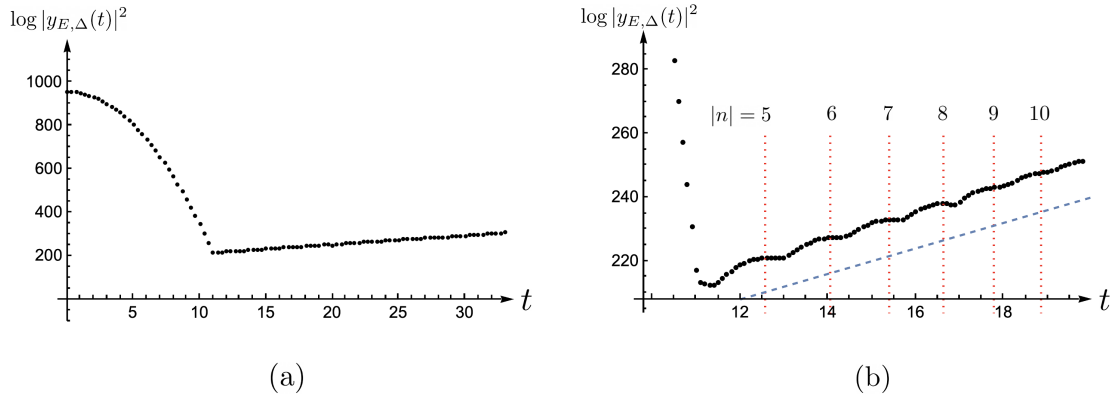 log |y_{E,Δ}(t)|²
1000
800
600
400
200
5 10 15 20 25 30
t
(a)
log |y_{E,Δ}(t)|²
280
260
240
220
|n| = 5 6 7 8 9 10
12 14 16 18
t
(b)